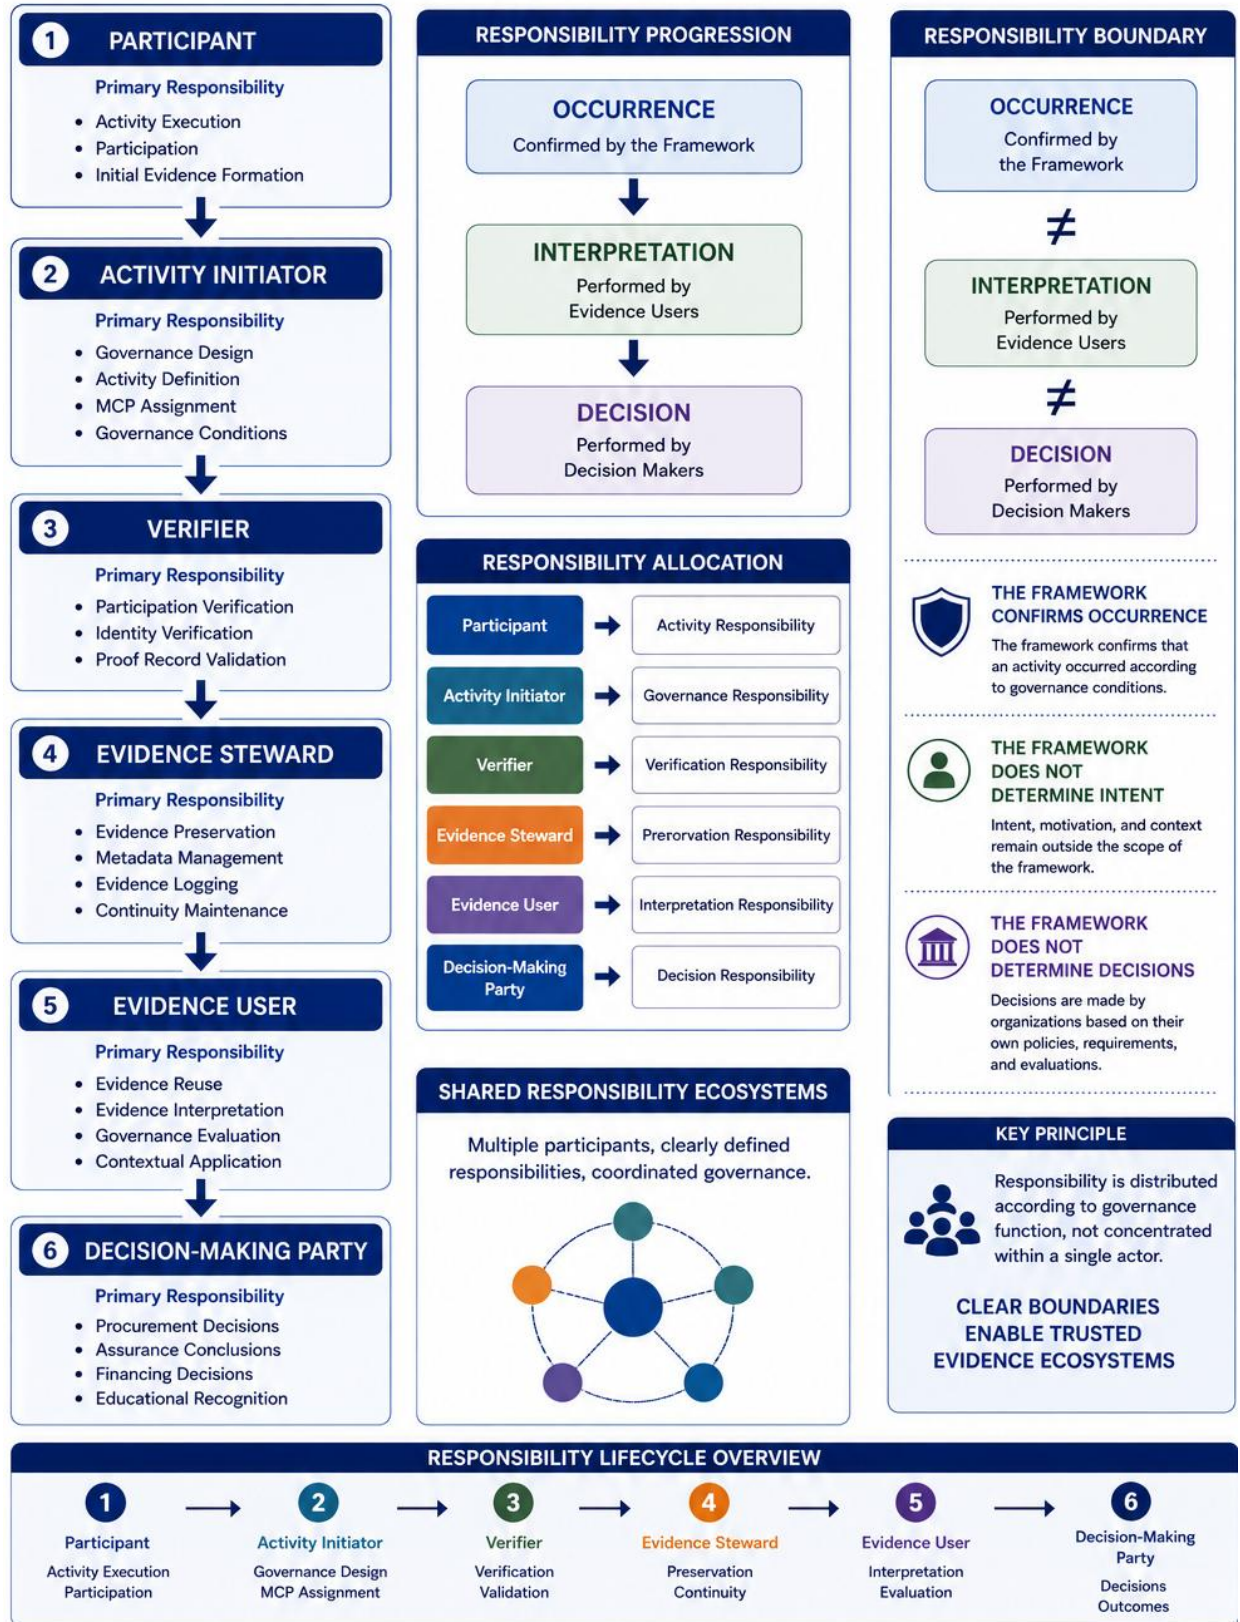 1 PARTICIPANT
Primary Responsibility
• Activity Execution
• Participation
• Initial Evidence Formation
2 ACTIVITY INITIATOR
Primary Responsibility
• Governance Design
• Activity Definition
• MCP Assignment
• Governance Conditions
3 VERIFIER
Primary Responsibility
• Participation Verification
• Identity Verification
• Proof Record Validation
4 EVIDENCE STEWARD
Primary Responsibility
• Evidence Preservation
• Metadata Management
• Evidence Logging
• Continuity Maintenance
5 EVIDENCE USER
Primary Responsibility
• Evidence Reuse
• Evidence Interpretation
• Governance Evaluation
• Contextual Application
6 DECISION-MAKING PARTY
Primary Responsibility
• Procurement Decisions
• Assurance Conclusions
• Financing Decisions
• Educational Recognition
RESPONSIBILITY PROGRESSION
OCCURRENCE
Confirmed by the Framework
INTERPRETATION
Performed by
Evidence Users
DECISION
Performed by
Decision Makers
RESPONSIBILITY ALLOCATION
Participant
Activity Responsibility
Activity Initiator
Governance Responsibility
Verifier
Verification Responsibility
Evidence Steward
Prerorvation Responsibility
Evidence User
Interpretation Responsibility
Decision-Making
Party
Decision Responsibility
SHARED RESPONSIBILITY ECOSYSTEMS
Multiple participants, clearly defined
responsibilities, coordinated governance.
RESPONSIBILITY BOUNDARY
OCCURRENCE
Confirmed by
the Framework
≠
INTERPRETATION
Performed by
Evidence Users
≠
DECISION
Performed by
Decision Makers
THE FRAMEWORK
CONFIRMS OCCURRENCE
The framework confirms that
an activity occurred according
to governance conditions.
THE FRAMEWORK
DOES NOT
DETERMINE INTENT
Intent, motivation, and context
remain outside the scope of
the framework.
THE FRAMEWORK
DOES NOT
DETERMINE DECISIONS
Decisions are made by
organizations based on their
own policies, requirements,
and evaluations.
KEY PRINCIPLE
Responsibility is distributed
according to governance
function, not concentrated
within a single actor.
CLEAR BOUNDARIES
ENABLE TRUSTED
EVIDENCE ECOSYSTEMS
RESPONSIBILITY LIFECYCLE OVERVIEW
1
Participant
Activity Execution
Participation
2
Activity Initiator
Governance Design
MCP Assignment
3
Verifier
Verification
Validation
4
Evidence Steward
Preservation
Continuity
5
Evidence User
Interpretation
Evaluation
6
Decision-Making
Party
Decisions
Outcomes